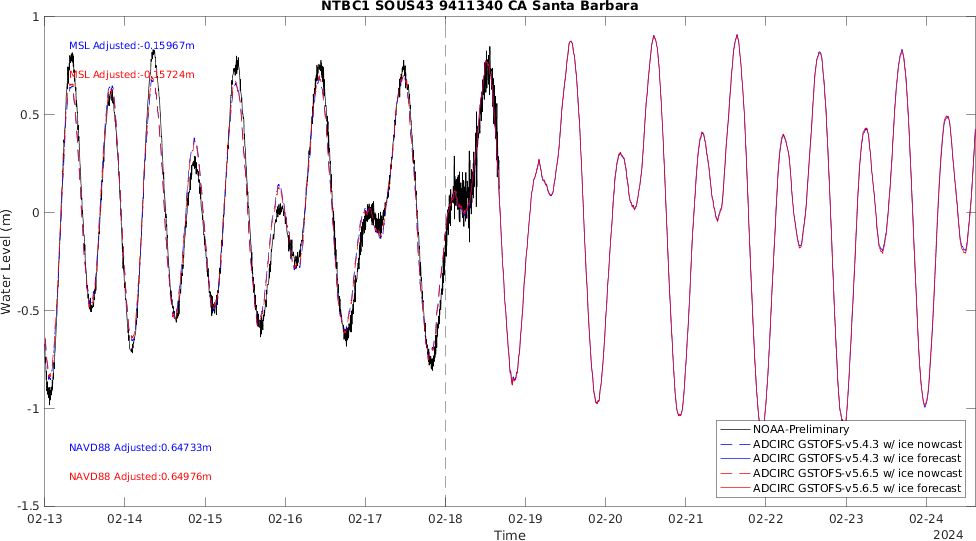 NTBC1 SOUS43 9411340 CA Santa Barbara
MSL Adjusted:-0.15967m
MSL Adjusted:-0.15724m
NAVD88 Adjusted:0.64733m
NAVD88 Adjusted:0.64976m
Water Level (m)
1
0.5
0
-0.5
-1
-1.5
NOAA-Preliminary
ADCIRC GSTOFS-v5.4.3 w/ ice nowcast
ADCIRC GSTOFS-v5.4.3 w/ ice forecast
ADCIRC GSTOFS-v5.6.5 w/ ice nowcast
ADCIRC GSTOFS-v5.6.5 w/ ice forecast
02-13 02-14 02-15 02-16 02-17 02-18 02-19 02-20 02-21 02-22 02-23 02-24
Time
2024